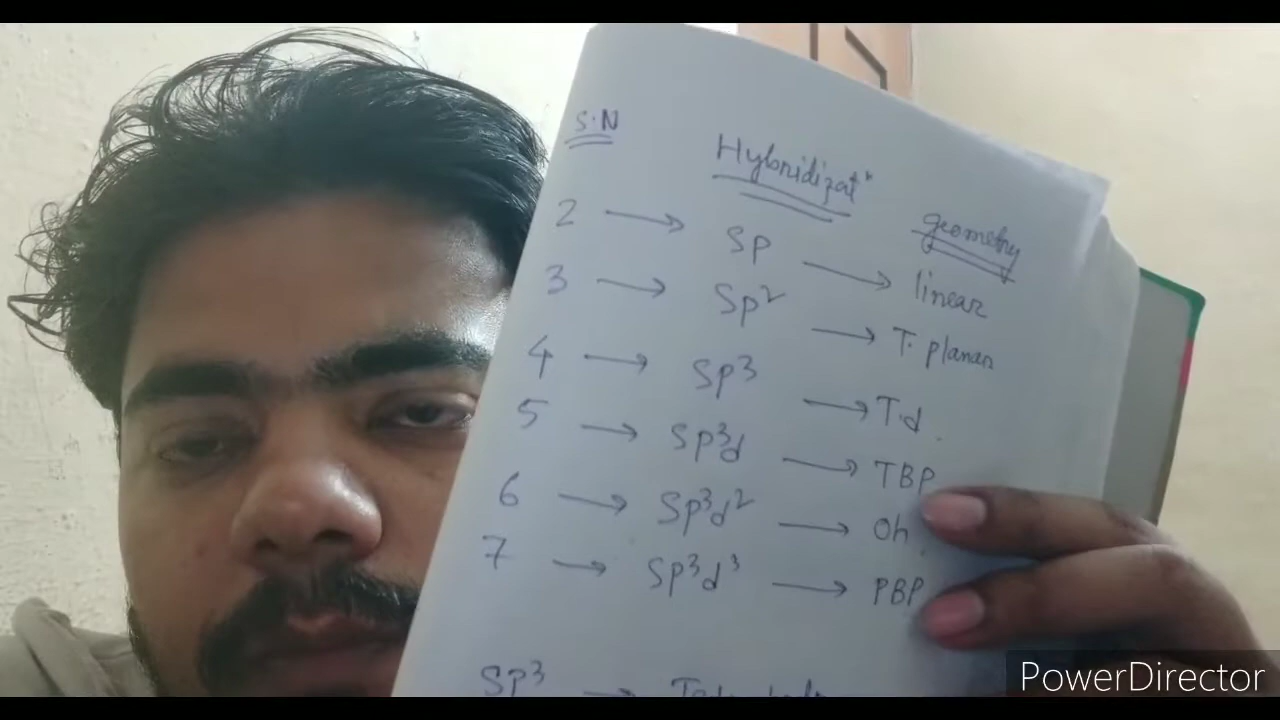 S.N Hybridizat^n geometry
2 → Sp → linear
3 → Sp² → T. planar
4 → Sp³ → Td.
5 → Sp³d → TBP
6 → Sp³d² → Oh.
7 → Sp³d³ → PBP
Sp³ →
PowerDirector